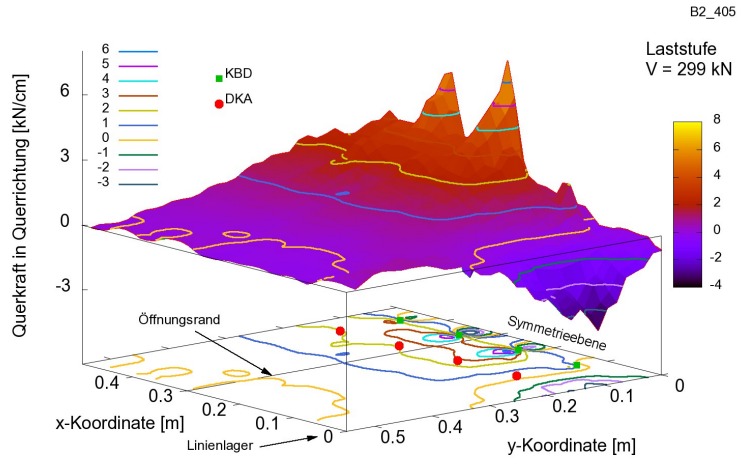 B2_405
Laststufe
V = 299 kN
6
5
4
3
2
1
0
-1
-2
-3
KBD
DKA
Querkraft in Querrichtung [kN/cm]
6
3
0
-3
8
6
4
2
0
-2
-4
Öffnungsrand
Symmetrieebene
0.4
0.3
0.2
0.1
0
x-Koordinate [m]
Linienlager
0.5
0.4
0.3
0.2
0.1
0
y-Koordinate [m]